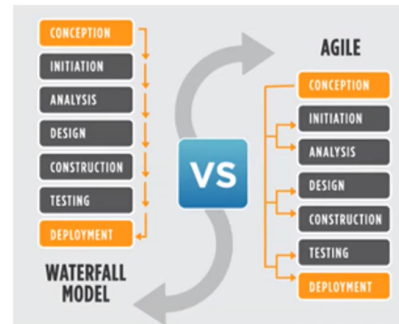 CONCEPTION
INITIATION
ANALYSIS
DESIGN
CONSTRUCTION
TESTING
DEPLOYMENT
WATERFALL
MODEL
VS
AGILE
CONCEPTION
INITIATION
ANALYSIS
DESIGN
CONSTRUCTION
TESTING
DEPLOYMENT